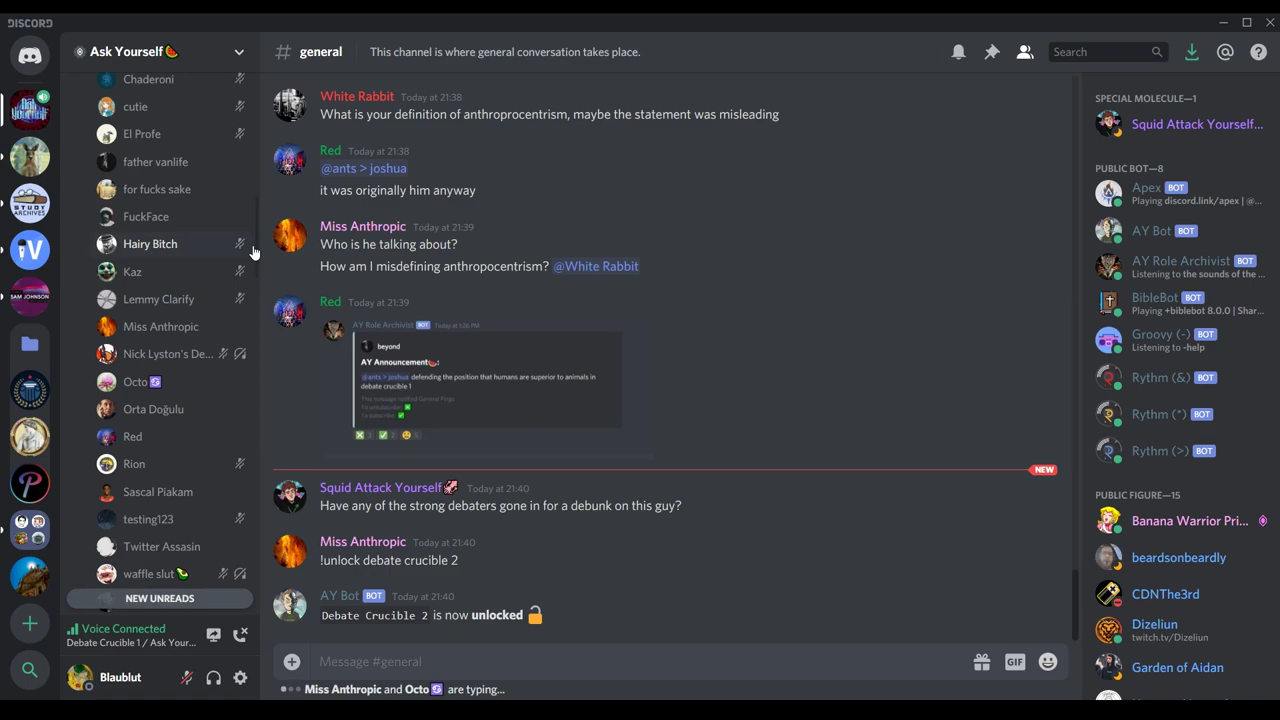 DISCORD
Ask Yourself
# general
This channel is where general conversation takes place.
Search
Chaderoni
cutie
El Profe
father vanlife
for fucks sake
FuckFace
Hairy Bitch
Kaz
Lemmy Clarify
Miss Anthropic
Nick Lyston's De...
Octo
Orta Doğulu
Red
Rion
Sascal Piakam
testing123
Twitter Assasin
waffle slut
NEW UNREADS
Voice Connected
Debate Crucible 1 / Ask Your...
Blaublut
SAM JOHNSON
STUDY ARCHIVES
White Rabbit Today at 21:38
What is your definition of anthroprocentrism, maybe the statement was misleading
Red Today at 21:38
@ants > joshua
it was originally him anyway
Miss Anthropic Today at 21:39
Who is he talking about?
How am I misdefining anthropocentrism? @White Rabbit
Red Today at 21:39
AY Role Archivist BOT Today at 1:26 PM
beyond
AY Announcement :
@ants > joshua defending the position that humans are superior to animals in
debate crucible 1
This message notified General Pings
NEW
Squid Attack Yourself Today at 21:40
Have any of the strong debaters gone in for a debunk on this guy?
Miss Anthropic Today at 21:40
!unlock debate crucible 2
AY Bot BOT Today at 21:40
Debate Crucible 2 is now unlocked
Message #general
GIF
Miss Anthropic and Octo are typing...
SPECIAL MOLECULE—1
Squid Attack Yourself...
PUBLIC BOT—8
Apex BOT
Playing discord.link/apex | @...
AY Bot BOT
AY Role Archivist BOT
Listening to the sounds of the ...
BibleBot BOT
Playing +biblebot 8.0.0 | Shar...
Groovy (-) BOT
Listening to -help
Rythm (&) BOT
Rythm (*) BOT
Rythm (>) BOT
PUBLIC FIGURE—15
Banana Warrior Pri...
beardsonbeardly
CDNThe3rd
Dizeliun
twitch.tv/Dizeliun
Garden of Aidan